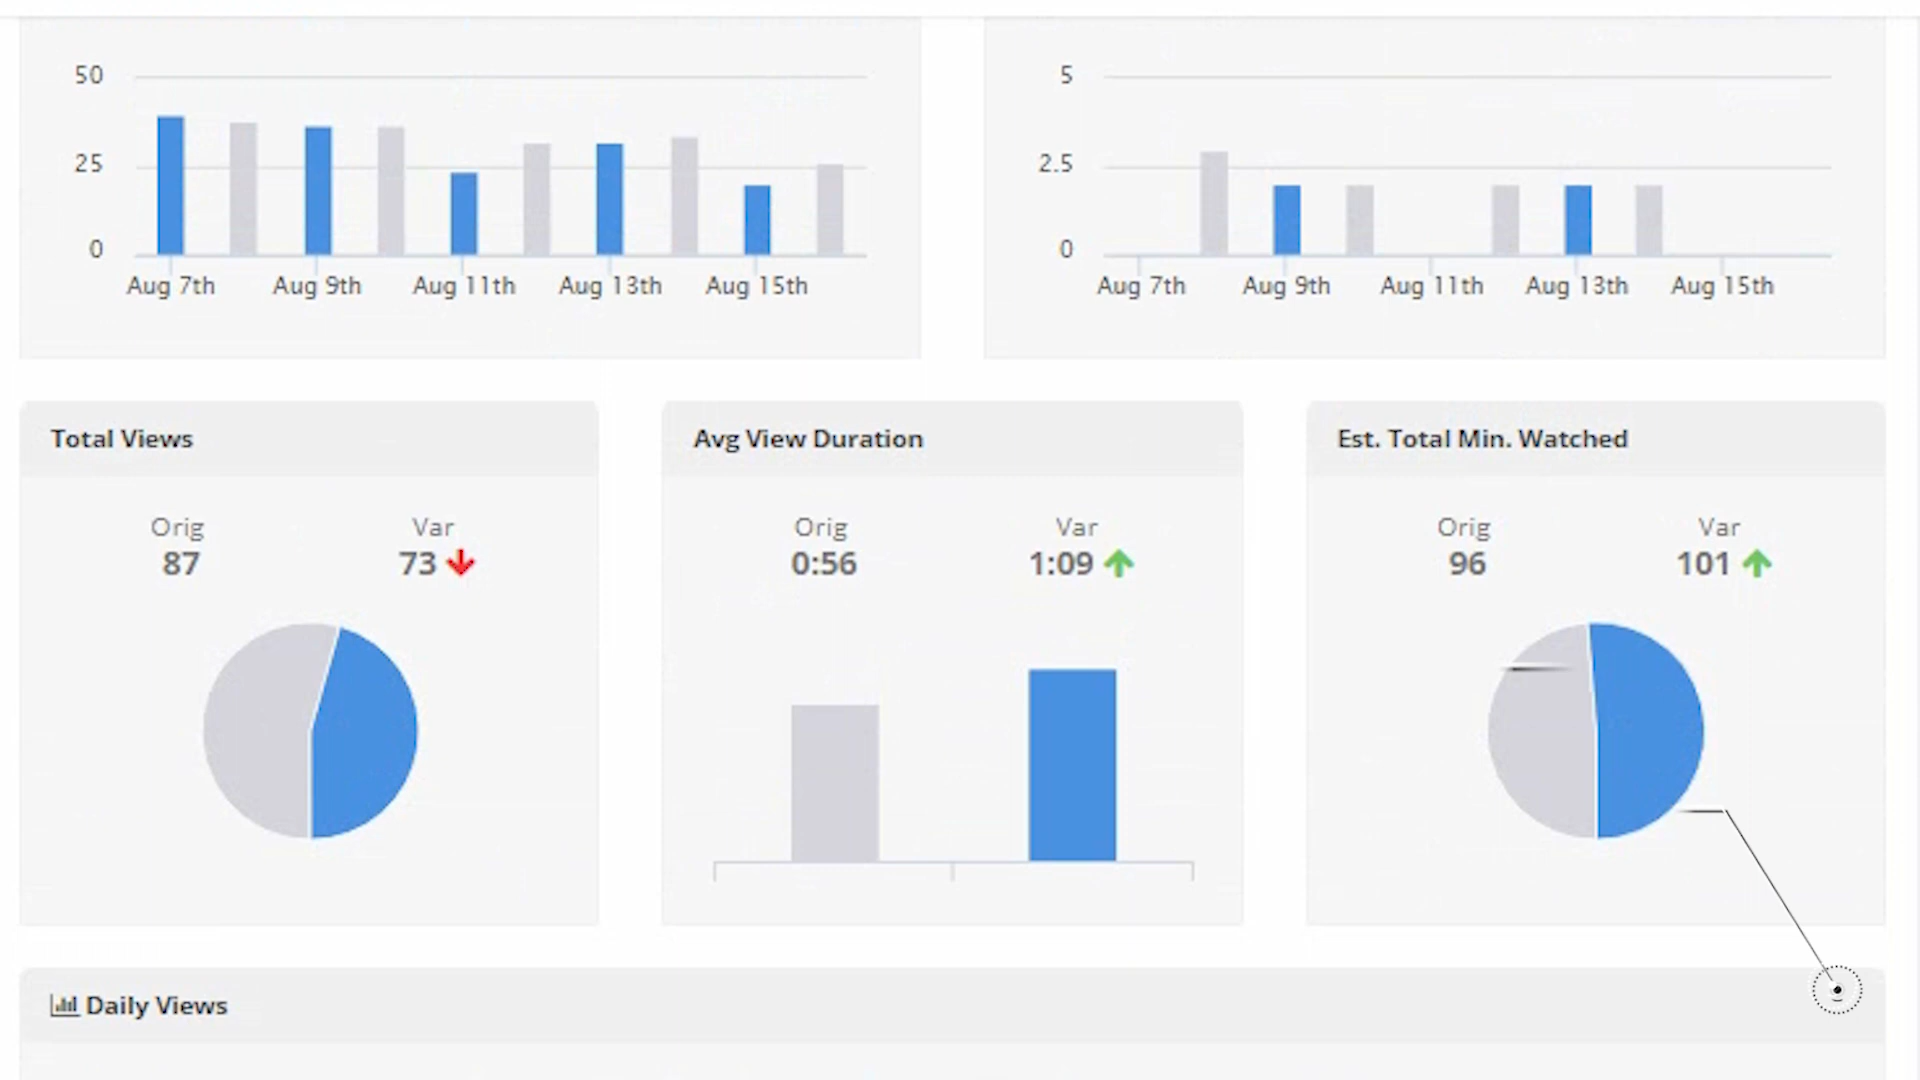 50
25
0
Aug 7th Aug 9th Aug 11th Aug 13th Aug 15th
5
2.5
0
Aug 7th Aug 9th Aug 11th Aug 13th Aug 15th
Total Views
Orig Var
87 73
Avg View Duration
Orig Var
0:56 1:09
Est. Total Min. Watched
Orig Var
96 101
Daily Views